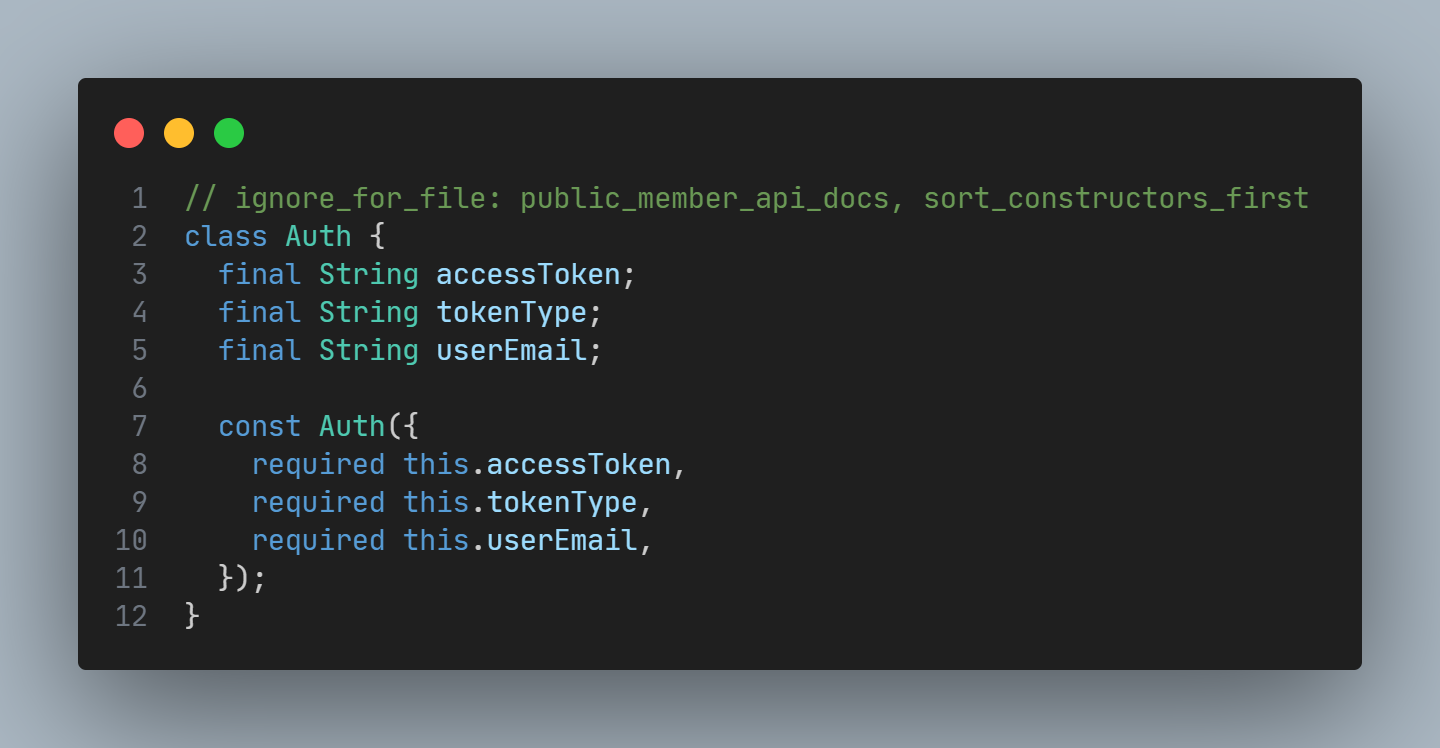 1 // ignore_for_file: public_member_api_docs, sort_constructors_first
2 class Auth {
3   final String accessToken;
4   final String tokenType;
5   final String userEmail;
6
7   const Auth({
8     required this.accessToken,
9     required this.tokenType,
10     required this.userEmail,
11   });
12 }